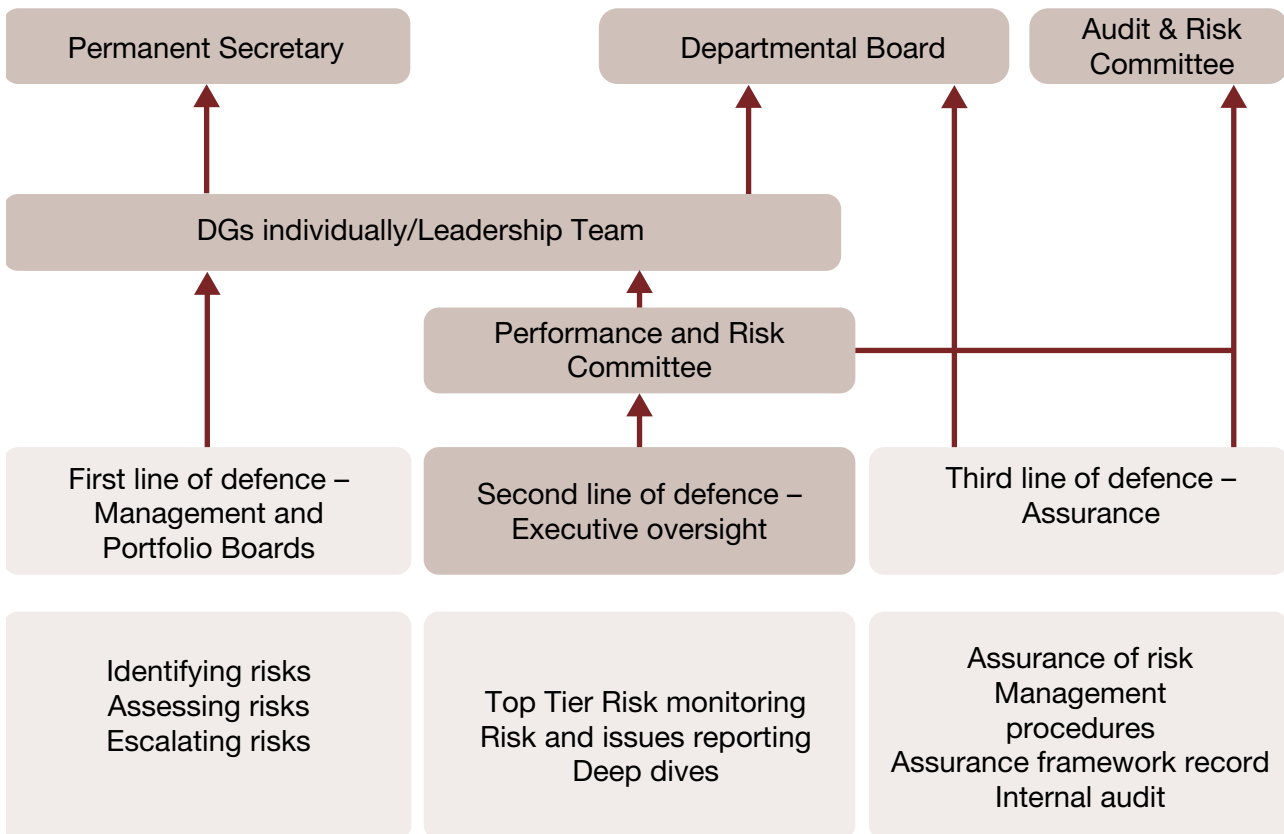 Permanent Secretary
Departmental Board
Audit & Risk
Committee
DGs individually/Leadership Team
Performance and Risk
Committee
First line of defence –
Management and
Portfolio Boards
Second line of defence –
Executive oversight
Third line of defence –
Assurance
Identifying risks
Assessing risks
Escalating risks
Top Tier Risk monitoring
Risk and issues reporting
Deep dives
Assurance of risk
Management
procedures
Assurance framework record
Internal audit